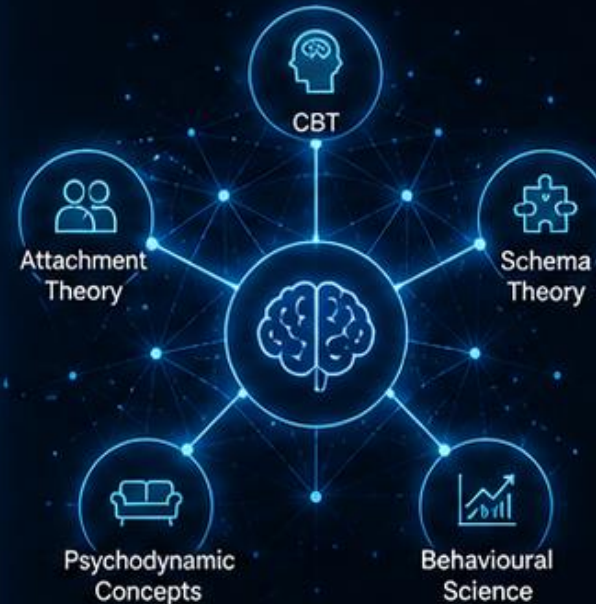 CBT
Attachment
Theory
Schema
Theory
Psychodynamic
Concepts
Behavioural
Science